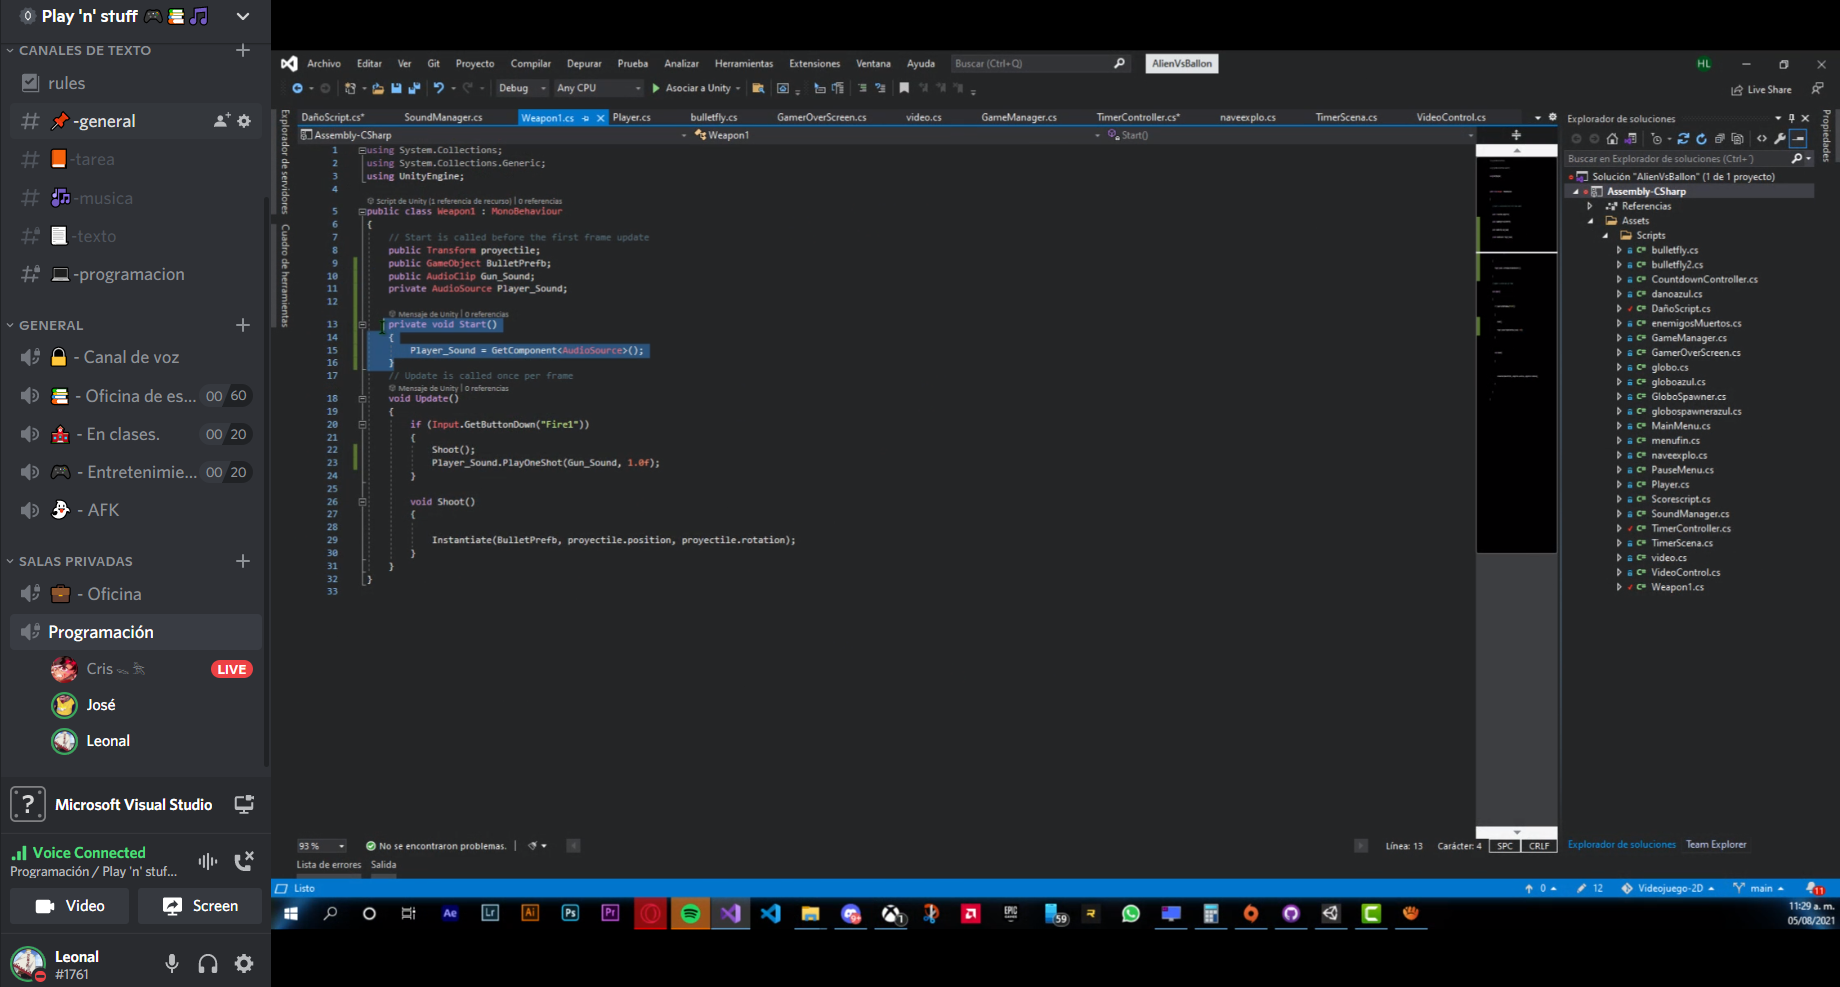 Play 'n' stuff
CANALES DE TEXTO
rules
-general
-tarea
-musica
-texto
-programacion
GENERAL
- Canal de voz
- Oficina de es... 00 60
- En clases. 00 20
- Entretenimie... 00 20
- AFK
SALAS PRIVADAS
- Oficina
Programación
Cris
LIVE
José
Leonal
? Microsoft Visual Studio
Voice Connected
Programación / Play 'n' stuf...
Video
Screen
Leonal
#1761
Archivo Editar Ver Git Proyecto Compilar Depurar Prueba Analizar Herramientas Extensiones Ventana Ayuda Buscar (Ctrl+Q) AlienVsBallon HL
Debug Any CPU Asociar a Unity Live Share
DañoScript.cs* SoundManager.cs Weapon1.cs Player.cs bulletfly.cs GamerOverScreen.cs video.cs GameManager.cs TimerController.cs* naveexplo.cs TimerScena.cs VideoControl.cs
Assembly-CSharp Weapon1 Start()
Explorador de servidores
Cuadro de herramientas
1 using System.Collections;
2 using System.Collections.Generic;
3 using UnityEngine;
4
Script de Unity (1 referencia de recurso) | 0 referencias
5 public class Weapon1 : MonoBehaviour
6 {
7 // Start is called before the first frame update
8 public Transform proyectile;
9 public GameObject BulletPrefb;
10 public AudioClip Gun_Sound;
11 private AudioSource Player_Sound;
12
Mensaje de Unity | 0 referencias
13 private void Start()
14 {
15 Player_Sound = GetComponent<AudioSource>();
16 }
17 // Update is called once per frame
Mensaje de Unity | 0 referencias
18 void Update()
19 {
20 if (Input.GetButtonDown("Fire1"))
21 {
22 Shoot();
23 Player_Sound.PlayOneShot(Gun_Sound, 1.0f);
24 }
25
26 void Shoot()
27 {
28
29 Instantiate(BulletPrefb, proyectile.position, proyectile.rotation);
30 }
31 }
32 }
33
93 % No se encontraron problemas. Línea: 13 Carácter: 4 SPC CRLF
Lista de errores Salida
Explorador de soluciones
Propiedades
Buscar en Explorador de soluciones (Ctrl+´)
Solución "AlienVsBallon" (1 de 1 proyecto)
Assembly-CSharp
Referencias
Assets
Scripts
C# bulletfly.cs
C# bulletfly2.cs
C# CountdownController.cs
C# danoazul.cs
C# DañoScript.cs
C# enemigosMuertos.cs
C# GameManager.cs
C# GamerOverScreen.cs
C# globo.cs
C# globoazul.cs
C# GloboSpawner.cs
C# globospawnerazul.cs
C# MainMenu.cs
C# menufin.cs
C# naveexplo.cs
C# PauseMenu.cs
C# Player.cs
C# Scorescript.cs
C# SoundManager.cs
C# TimerController.cs
C# TimerScena.cs
C# video.cs
C# VideoControl.cs
C# Weapon1.cs
Explorador de soluciones Team Explorer
Listo 0 12 Videojuego-2D main 11
Ae Lr Ai Ps Pr EPIC 59
11:29 a. m.
05/08/2021